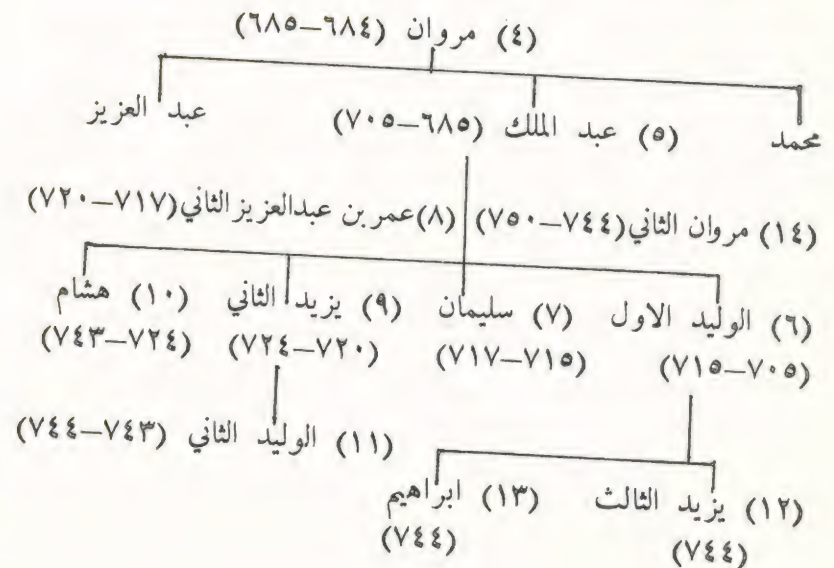 (٤) مروان (٦٨٤–٦٨٥)
محمد (٥) عبد الملك (٦٨٥–٧٠٥) عبد العزيز
(١٤) مروان الثاني (٧٤٤–٧٥٠) (٨) عمر بن عبدالعزيز الثاني (٧١٧–٧٢٠)
(٦) الوليد الاول (٧) سليمان (٩) يزيد الثاني (١٠) هشام
(٧٠٥–٧١٥) (٧١٥–٧١٧) (٧٢٠–٧٢٤) (٧٢٤–٧٤٣)
(١١) الوليد الثاني (٧٤٣–٧٤٤)
(١٢) يزيد الثالث (١٣) ابراهيم
(٧٤٤) (٧٤٤)